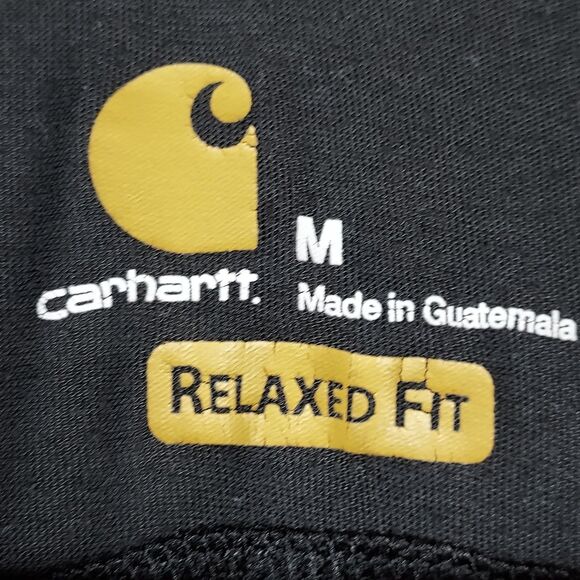 M
carhartt.
Made in Guatemala
RELAXED FIT